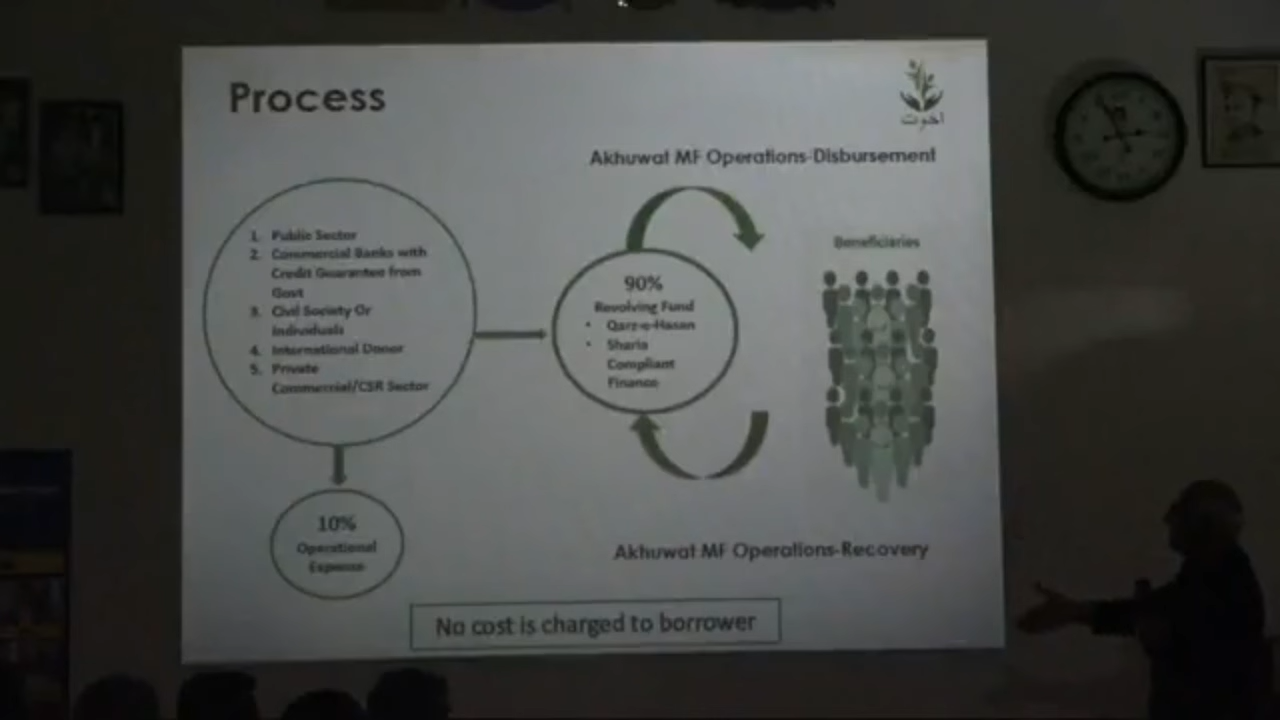 Process
اخوت
Akhuwat MF Operations-Disbursement
1. Public Sector
2. Commercial Banks with
Credit Guarantee from
Govt
3. Civil Society Or
Individuals
4. International Donor
5. Private
Commercial/CSR Sector
90%
Revolving Fund
• Qarz-e-Hasan
• Sharia
Compliant
Finance
Beneficiaries
10%
Operational
Expense
Akhuwat MF Operations-Recovery
No cost is charged to borrower